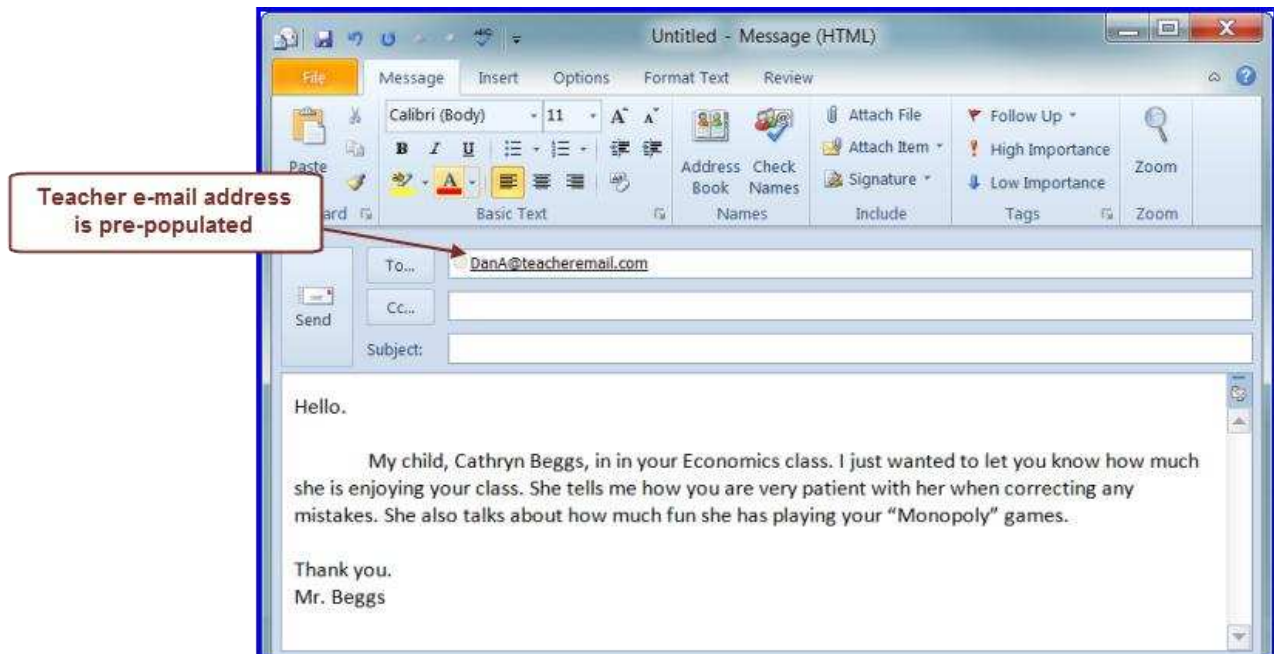 Untitled - Message (HTML)
File Message Insert Options Format Text Review
Calibri (Body) 11 A A Attach File Follow Up
B I U Attach Item High Importance
Paste Address Check Signature Low Importance Zoom
Book Names
ard Basic Text Names Include Tags Zoom
Teacher e-mail address
is pre-populated
To... DanA@teacheremail.com
Send Cc...
Subject:
Hello.
My child, Cathryn Beggs, in in your Economics class. I just wanted to let you know how much
she is enjoying your class. She tells me how you are very patient with her when correcting any
mistakes. She also talks about how much fun she has playing your “Monopoly” games.
Thank you.
Mr. Beggs